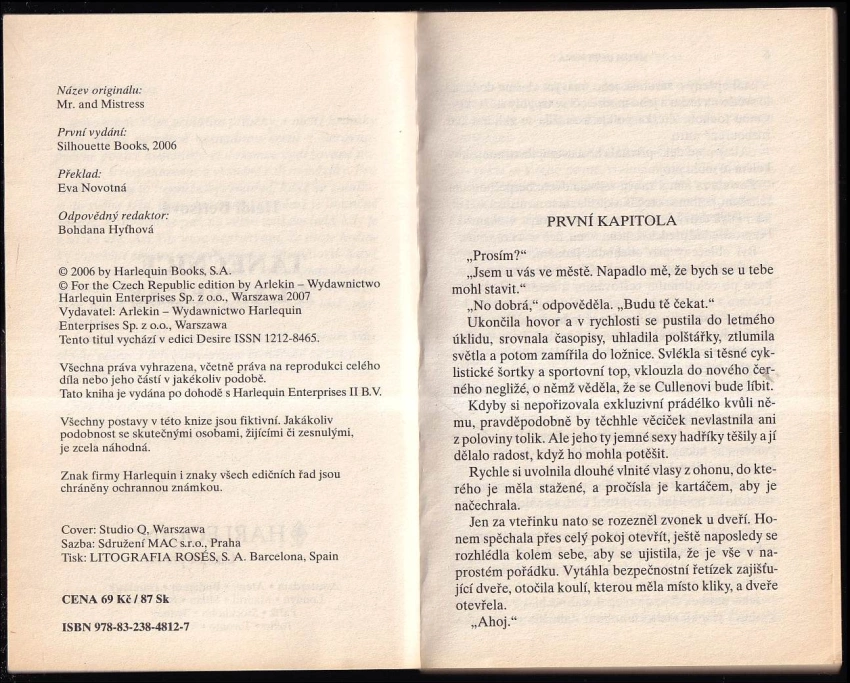 Název originálu:
Mr. and Mistress
První vydání:
Silhouette Books, 2006
Překlad:
Eva Novotná
Odpovědný redaktor:
Bohdana Hyťhová
© 2006 by Harlequin Books, S.A.
© For the Czech Republic edition by Arlekin – Wydawnictwo
Harlequin Enterprises Sp. z o.o., Warszawa 2007
Vydavatel: Arlekin – Wydawnictwo Harlequin
Enterprises Sp. z o.o., Warszawa
Tento titul vychází v edici Desire ISSN 1212-8465.
Všechna práva vyhrazena, včetně práva na reprodukci celého
díla nebo jeho částí v jakékoliv podobě.
Tato kniha je vydána po dohodě s Harlequin Enterprises II B.V.
Všechny postavy v této knize jsou fiktivní. Jakákoliv
podobnost se skutečnými osobami, žijícími či zesnulými,
je zcela náhodná.
Znak firmy Harlequin i znaky všech edičních řad jsou
chráněny ochrannou známkou.
Cover: Studio Q, Warszawa
Sazba: Sdružení MAC s.r.o., Praha
Tisk: LITOGRAFIA ROSÉS, S. A. Barcelona, Spain
CENA 69 Kč / 87 Sk
ISBN 978-83-238-4812-7
PRVNÍ KAPITOLA
„Prosím?“
„Jsem u vás ve městě. Napadlo mě, že bych se u tebe
mohl stavit.“
„No dobrá,“ odpověděla. „Budu tě čekat.“
Ukončila hovor a v rychlosti se pustila do letmého
úklidu, srovnala časopisy, uhladila polštářky, ztlumila
světla a potom zamířila do ložnice. Svlékla si těsné cyk-
listické šortky a sportovní top, vklouzla do nového čer-
ného negližé, o němž věděla, že se Cullenovi bude líbit.
Kdyby si nepořizovala exkluzivní prádélko kvůli ně-
mu, pravděpodobně by těchhle věciček nevlastnila ani
z poloviny tolik. Ale jeho ty jemné sexy hadříky těšily a jí
dělalo radost, když ho mohla potěšit.
Rychle si uvolnila dlouhé vlnité vlasy z ohonu, do kte-
rého je měla stažené, a pročísla je kartáčem, aby je
načechrala.
Jen za vteřinku nato se rozezněl zvonek u dveří. Ho-
nem spěchala přes celý pokoj otevřít, ještě naposledy se
rozhlédla kolem sebe, aby se ujistila, že je vše v na-
prostém pořádku. Vytáhla bezpečnostní řetízek zajišťu-
jící dveře, otočila koulí, kterou měla místo kliky, a dveře
otevřela.
„Ahoj.“